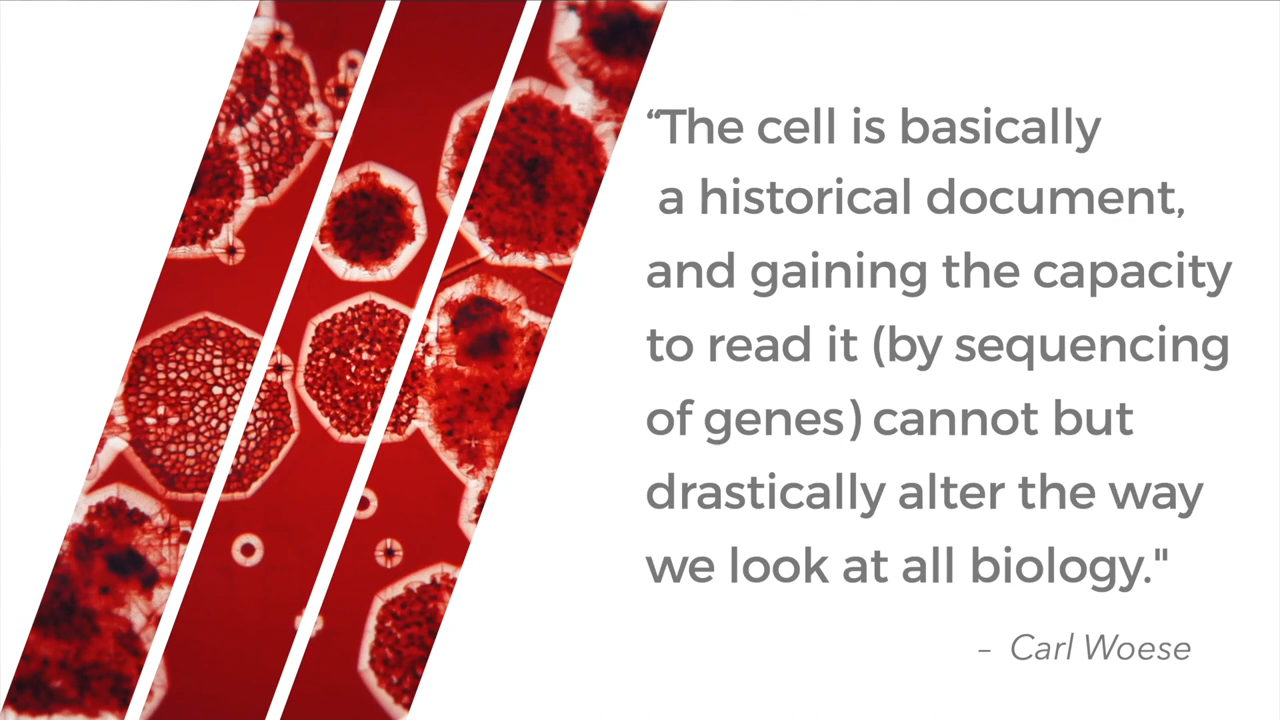 “The cell is basically
a historical document,
and gaining the capacity
to read it (by sequencing
of genes) cannot but
drastically alter the way
we look at all biology."
– Carl Woese